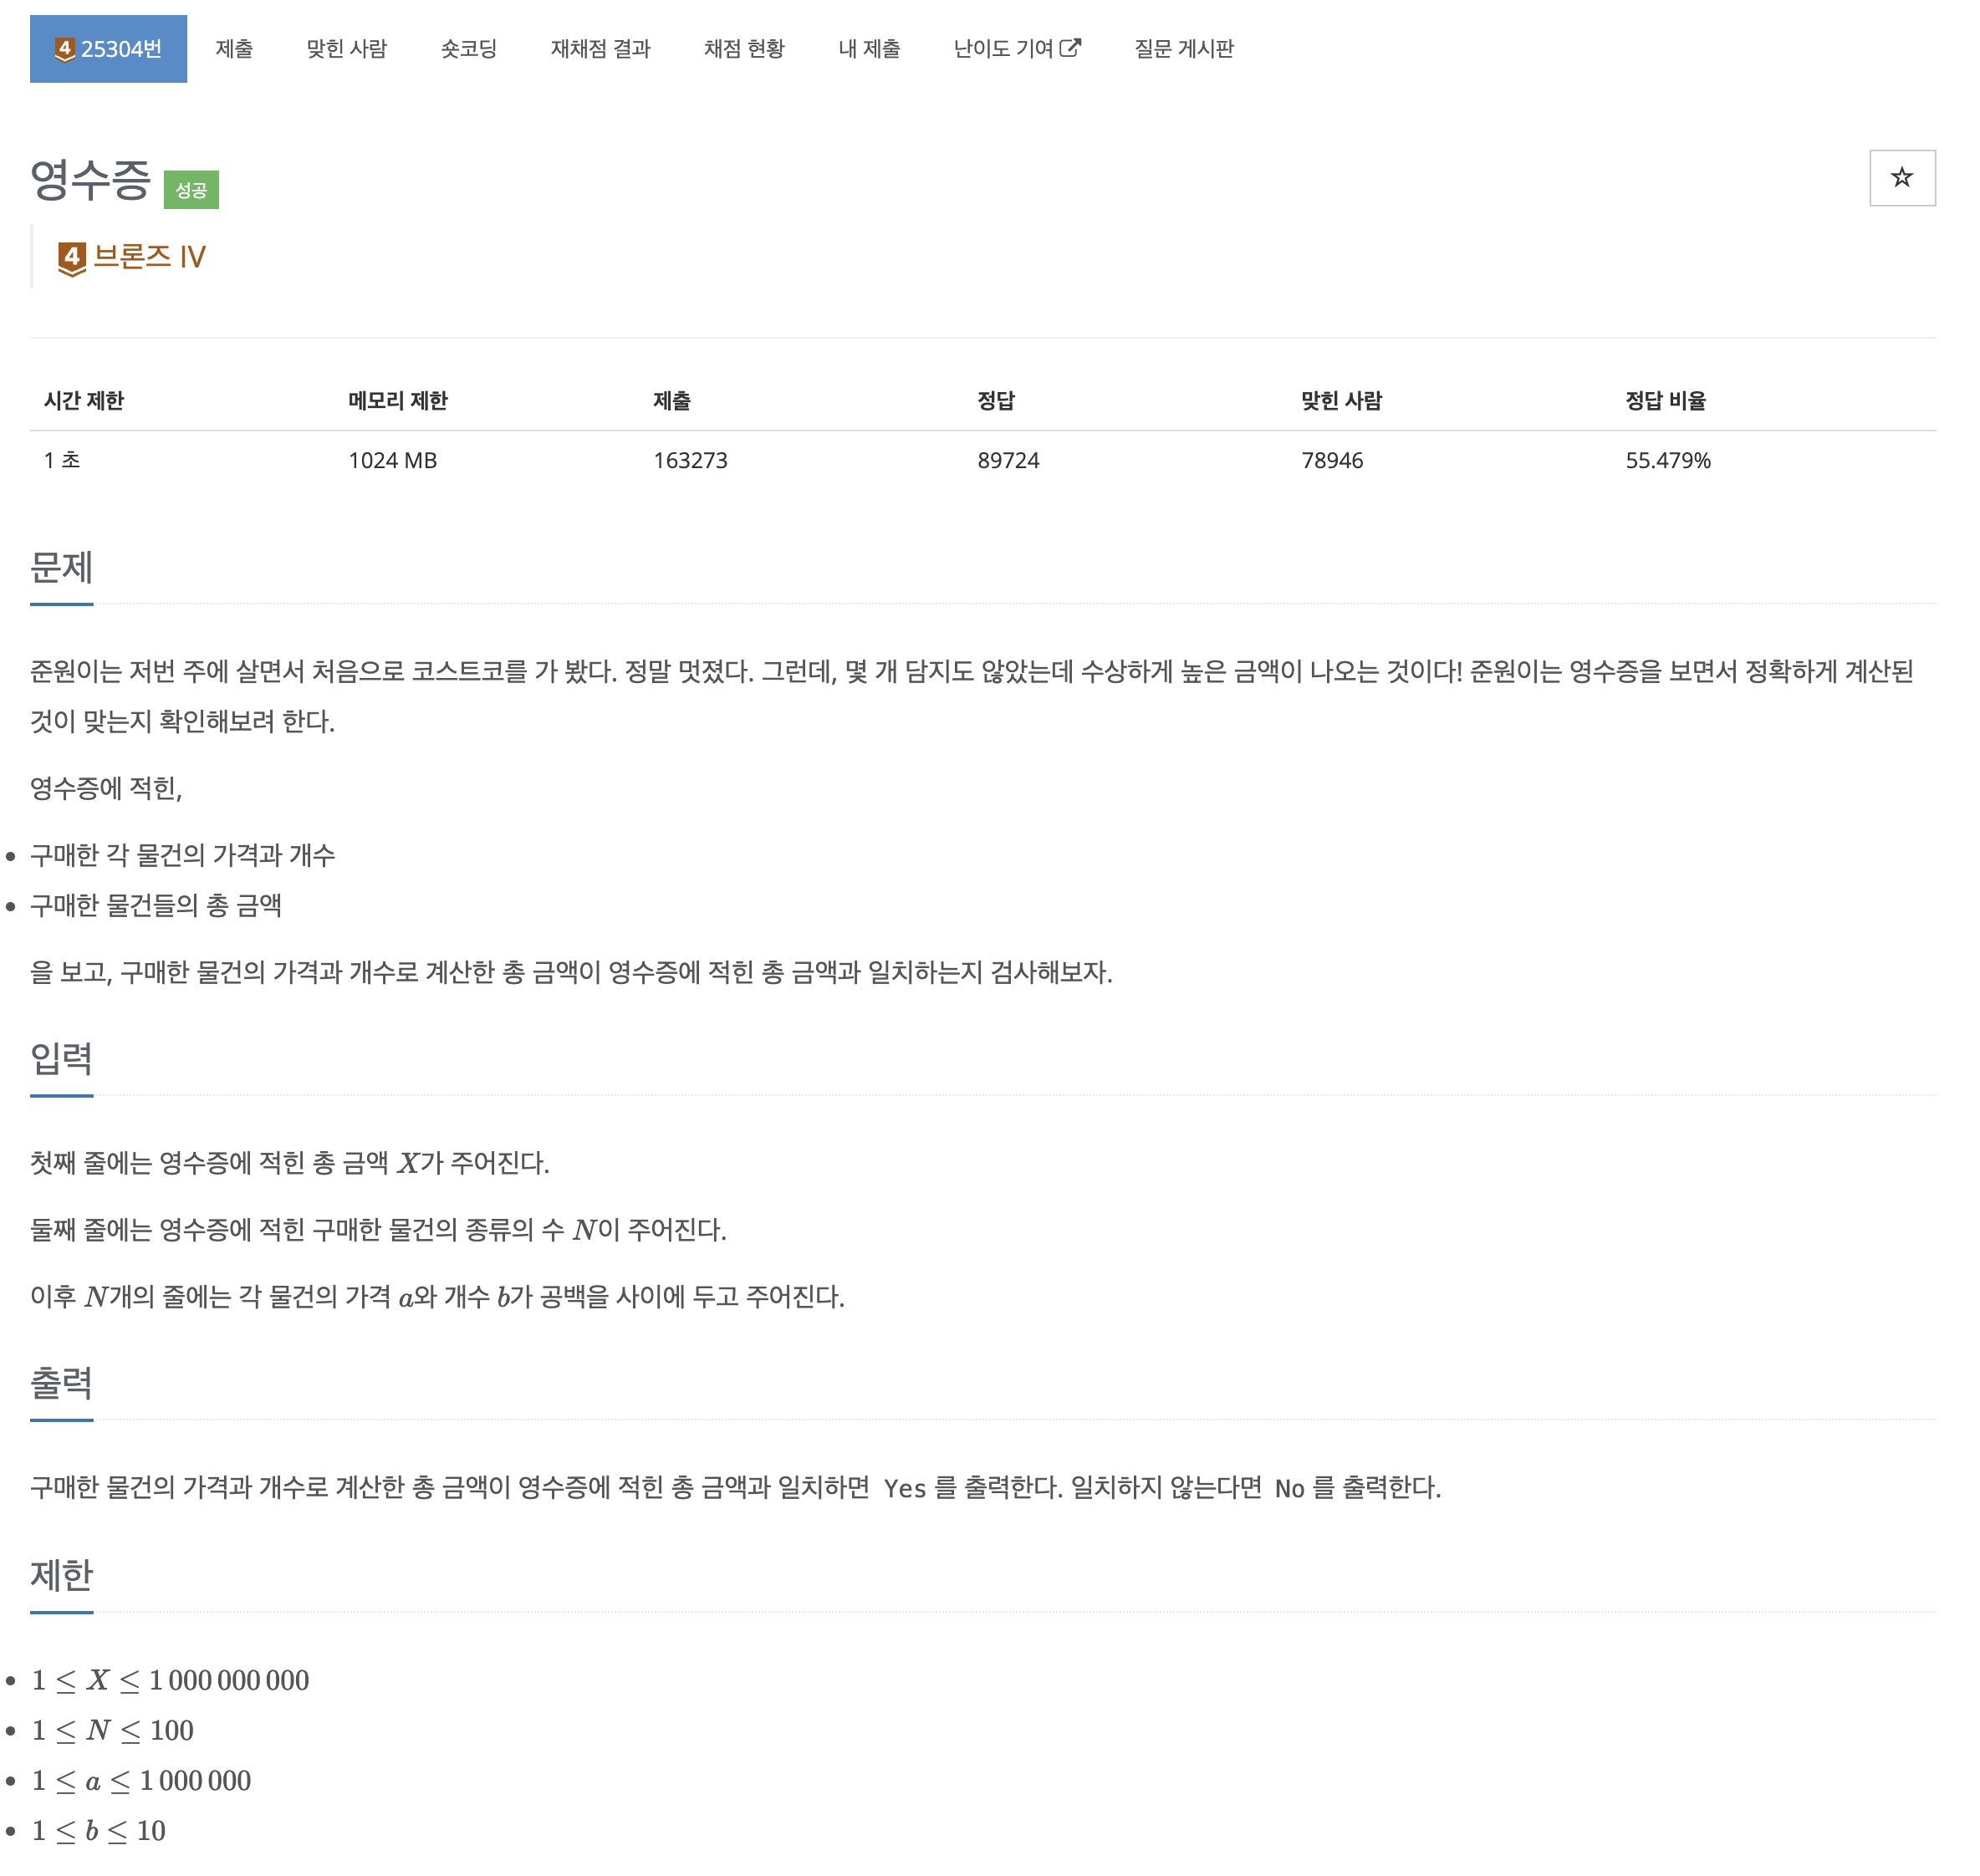 4 25304번 제출 맞힌 사람 숏코딩 재채점 결과 채점 현황 내 제출 난이도 기여 질문 게시판
영수증 성공
4 브론즈 IV
시간 제한 메모리 제한 제출 정답 맞힌 사람 정답 비율
1 초 1024 MB 163273 89724 78946 55.479%
문제
준원이는 저번 주에 살면서 처음으로 코스트코를 가 봤다. 정말 멋졌다. 그런데, 몇 개 담지도 않았는데 수상하게 높은 금액이 나오는 것이다! 준원이는 영수증을 보면서 정확하게 계산된
것이 맞는지 확인해보려 한다.
영수증에 적힌,
• 구매한 각 물건의 가격과 개수
• 구매한 물건들의 총 금액
을 보고, 구매한 물건의 가격과 개수로 계산한 총 금액이 영수증에 적힌 총 금액과 일치하는지 검사해보자.
입력
첫째 줄에는 영수증에 적힌 총 금액 X가 주어진다.
둘째 줄에는 영수증에 적힌 구매한 물건의 종류의 수 N이 주어진다.
이후 N개의 줄에는 각 물건의 가격 a와 개수 b가 공백을 사이에 두고 주어진다.
출력
구매한 물건의 가격과 개수로 계산한 총 금액이 영수증에 적힌 총 금액과 일치하면 Yes 를 출력한다. 일치하지 않는다면 No 를 출력한다.
제한
• 1 ≤ X ≤ 1 000 000 000
• 1 ≤ N ≤ 100
• 1 ≤ a ≤ 1 000 000
• 1 ≤ b ≤ 10